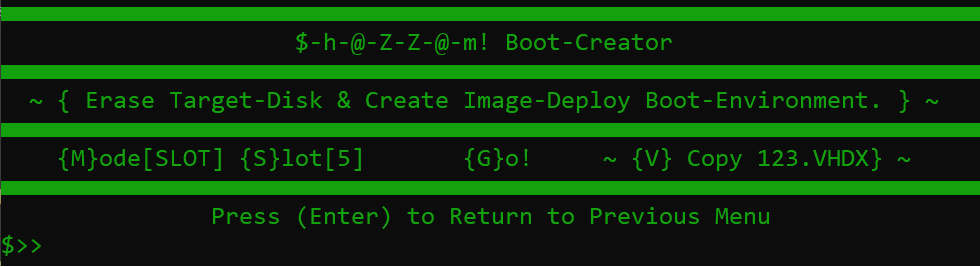 $-h-@-Z-Z-@-m! Boot-Creator
~ { Erase Target-Disk & Create Image-Deploy Boot-Environment. } ~
{M}ode[SLOT] {S}lot[5] {G}o! ~ {V} Copy 123.VHDX} ~
Press (Enter) to Return to Previous Menu
$>>